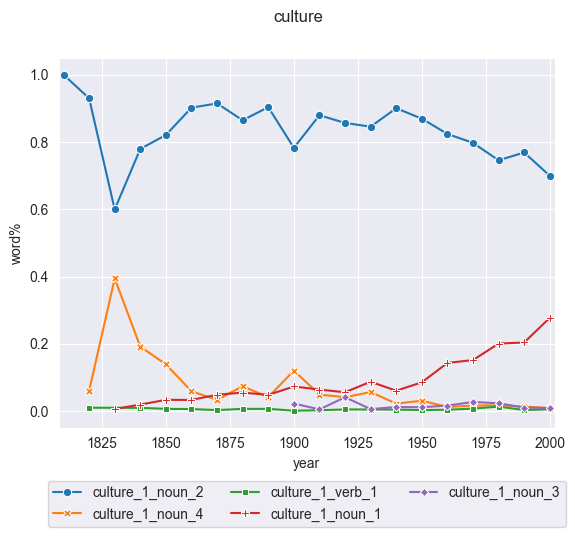 culture
1.0
0.8
0.6
0.4
0.2
0.0
word%
1825 1850 1875 1900 1925 1950 1975 2000
year
culture_1_noun_2 culture_1_verb_1 culture_1_noun_3
culture_1_noun_4 culture_1_noun_1